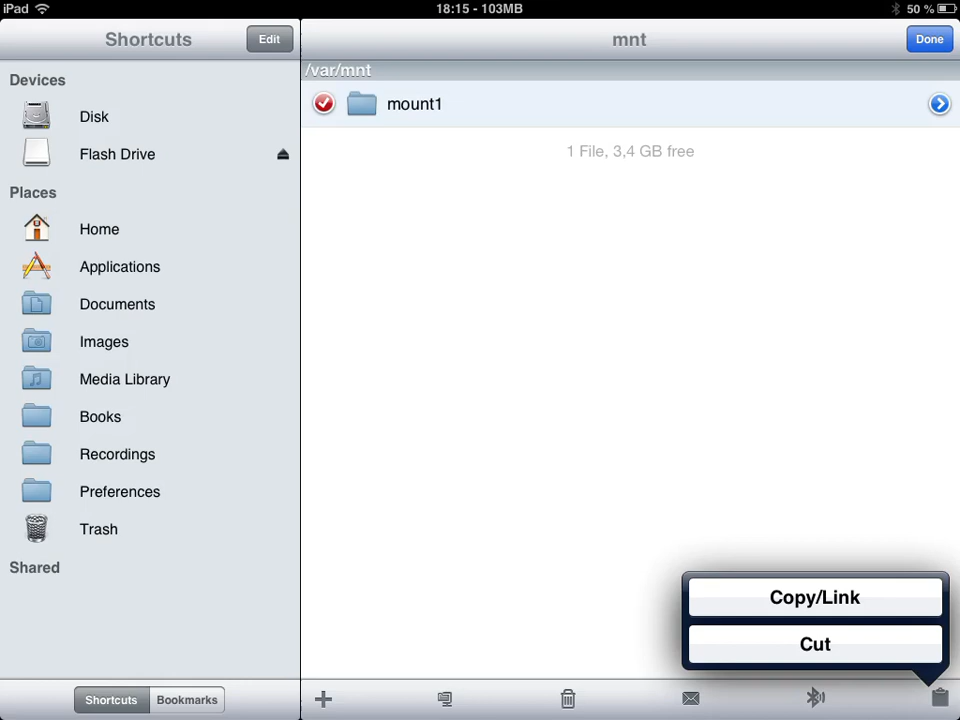 iPad
18:15 - 103MB
50 %
Shortcuts
Edit
Devices
Disk
Flash Drive
Places
Home
Applications
Documents
Images
Media Library
Books
Recordings
Preferences
Trash
Shared
Shortcuts
Bookmarks
mnt
Done
/var/mnt
mount1
1 File, 3,4 GB free
Copy/Link
Cut